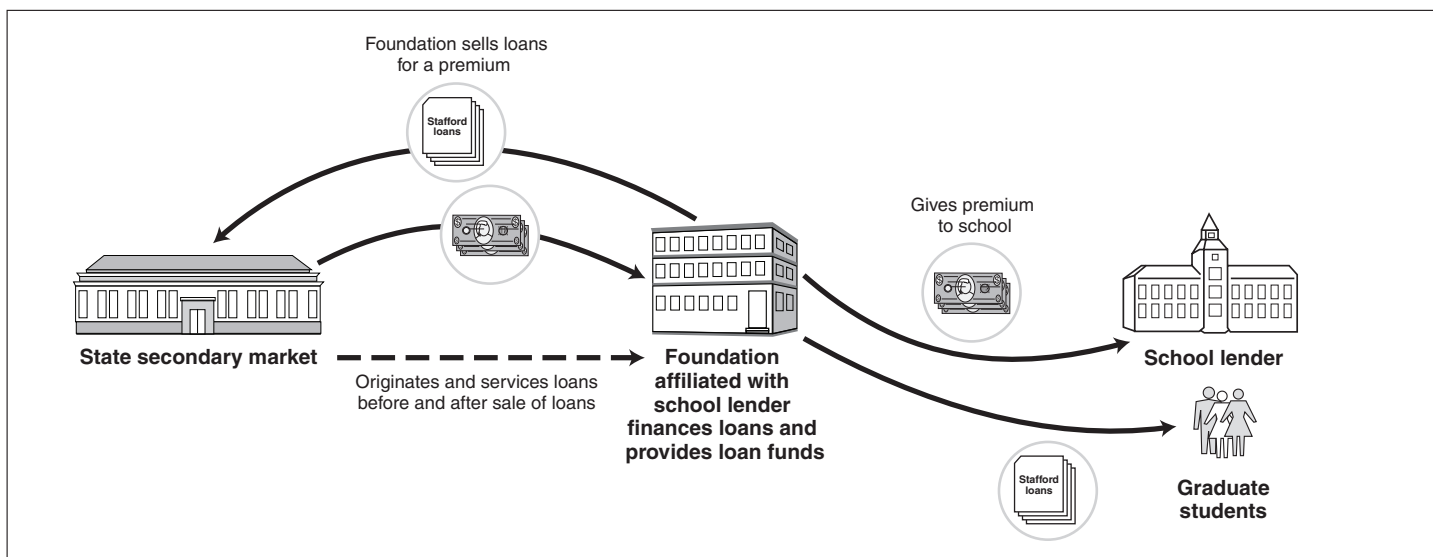 Foundation sells loans
for a premium
Stafford
loans
Gives premium
to school
State secondary market
Originates and services loans
before and after sale of loans
Foundation
affiliated with
school lender
finances loans and
provides loan funds
School lender
Stafford
loans
Graduate
students